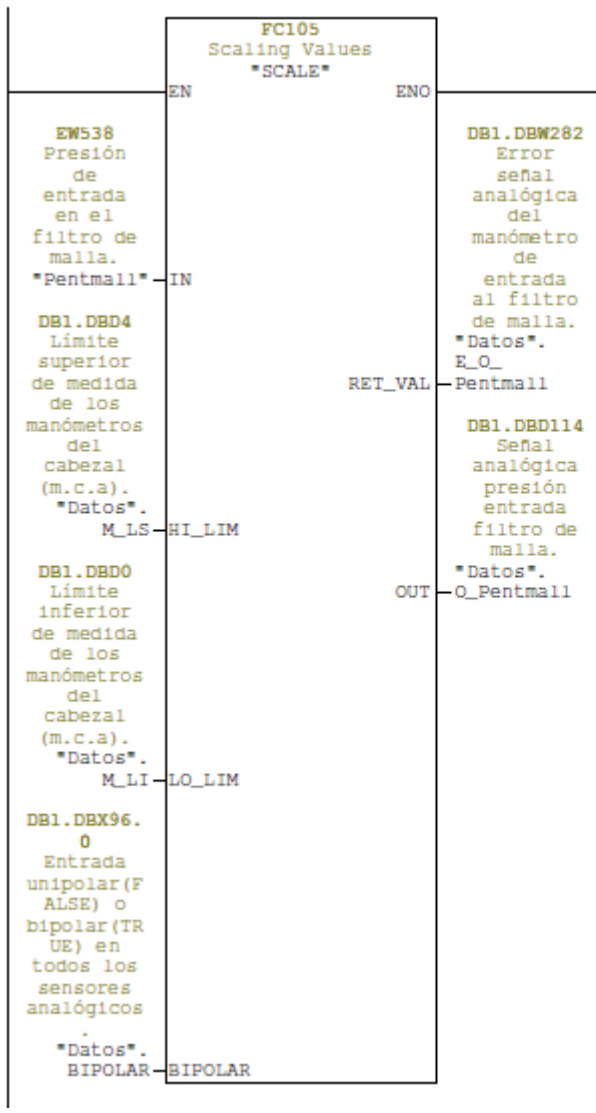 FC105
Scaling Values
"SCALE"
EN
ENO
EW538
Presión
de
entrada
en el
filtro de
malla.
"Pentmall"
IN
DB1.DBD4
Límite
superior
de medida
de los
manómetros
del
cabezal
(m.c.a).
"Datos".
M_LS
HI_LIM
DB1.DBD0
Límite
inferior
de medida
de los
manómetros
del
cabezal
(m.c.a).
"Datos".
M_LI
LO_LIM
DB1.DBX96.
0
Entrada
unipolar(F
ALSE) o
bipolar(TR
UE) en
todos los
sensores
analógicos
.
"Datos".
BIPOLAR
BIPOLAR
DB1.DBW282
Error
señal
analógica
del
manómetro
de
entrada
al filtro
de malla.
"Datos".
E_O_
RET_VAL
Pentmall
DB1.DBD114
Señal
analógica
presión
entrada
filtro de
malla.
"Datos".
OUT
O_Pentmall